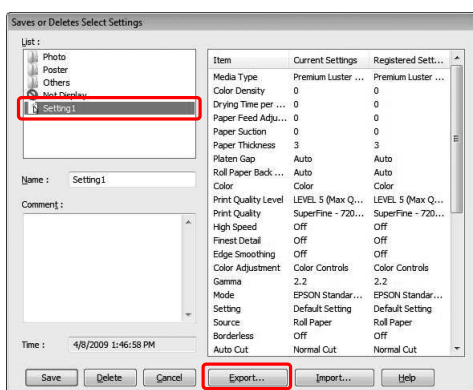 Saves or Deletes Select Settings
List :
Photo
Poster
Others
Not Display
Setting1
Name : Setting1
Comment :
Time : 4/8/2009 1:46:58 PM
Item Current Settings Registered Sett...
Media Type Premium Luster ... Premium Luster ...
Color Density 0 0
Drying Time per ... 0 0
Paper Feed Adju... 0 0
Paper Suction 0 0
Paper Thickness 3 3
Platen Gap Auto Auto
Roll Paper Back ... Auto Auto
Color Color Color
Print Quality Level LEVEL 5 (Max Q... LEVEL 5 (Max Q...
Print Quality SuperFine - 720... SuperFine - 720...
High Speed Off Off
Finest Detail Off Off
Edge Smoothing Off Off
Color Adjustment Color Controls Color Controls
Gamma 2.2 2.2
Mode EPSON Standar... EPSON Standar...
Setting Default Setting Default Setting
Source Roll Paper Roll Paper
Borderless Off Off
Auto Cut Normal Cut Normal Cut
Save Delete Cancel Export... Import... Help